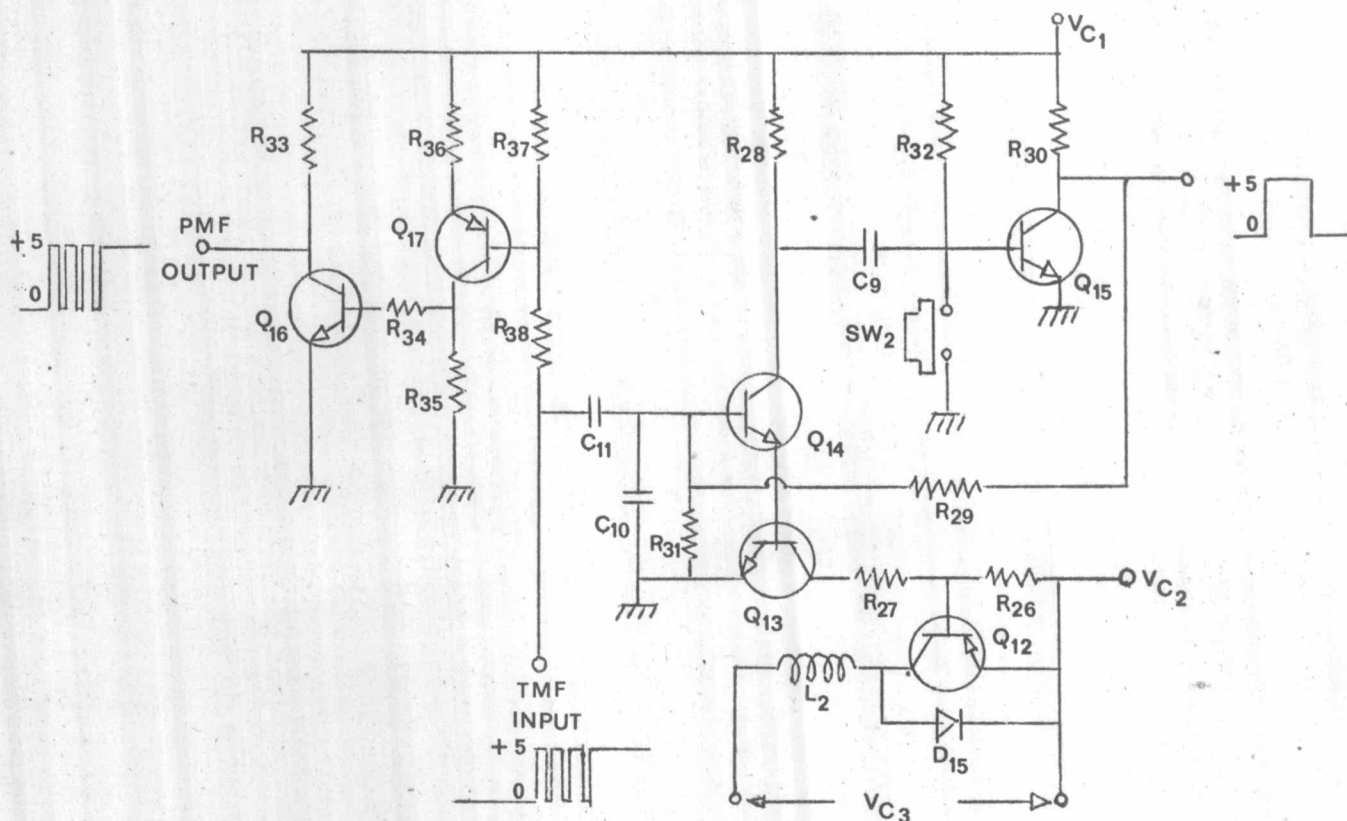 VC1
R33
R36
R37
R28
R32
R30
+5
0
PMF
OUTPUT
Q17
+5
0
C9
Q15
Q16
R34
R38
SW2
R35
C11
Q14
C10
R31
R29
Q13
R27
R26
VC2
Q12
L2
TMF
INPUT
D15
+5
0
VC3